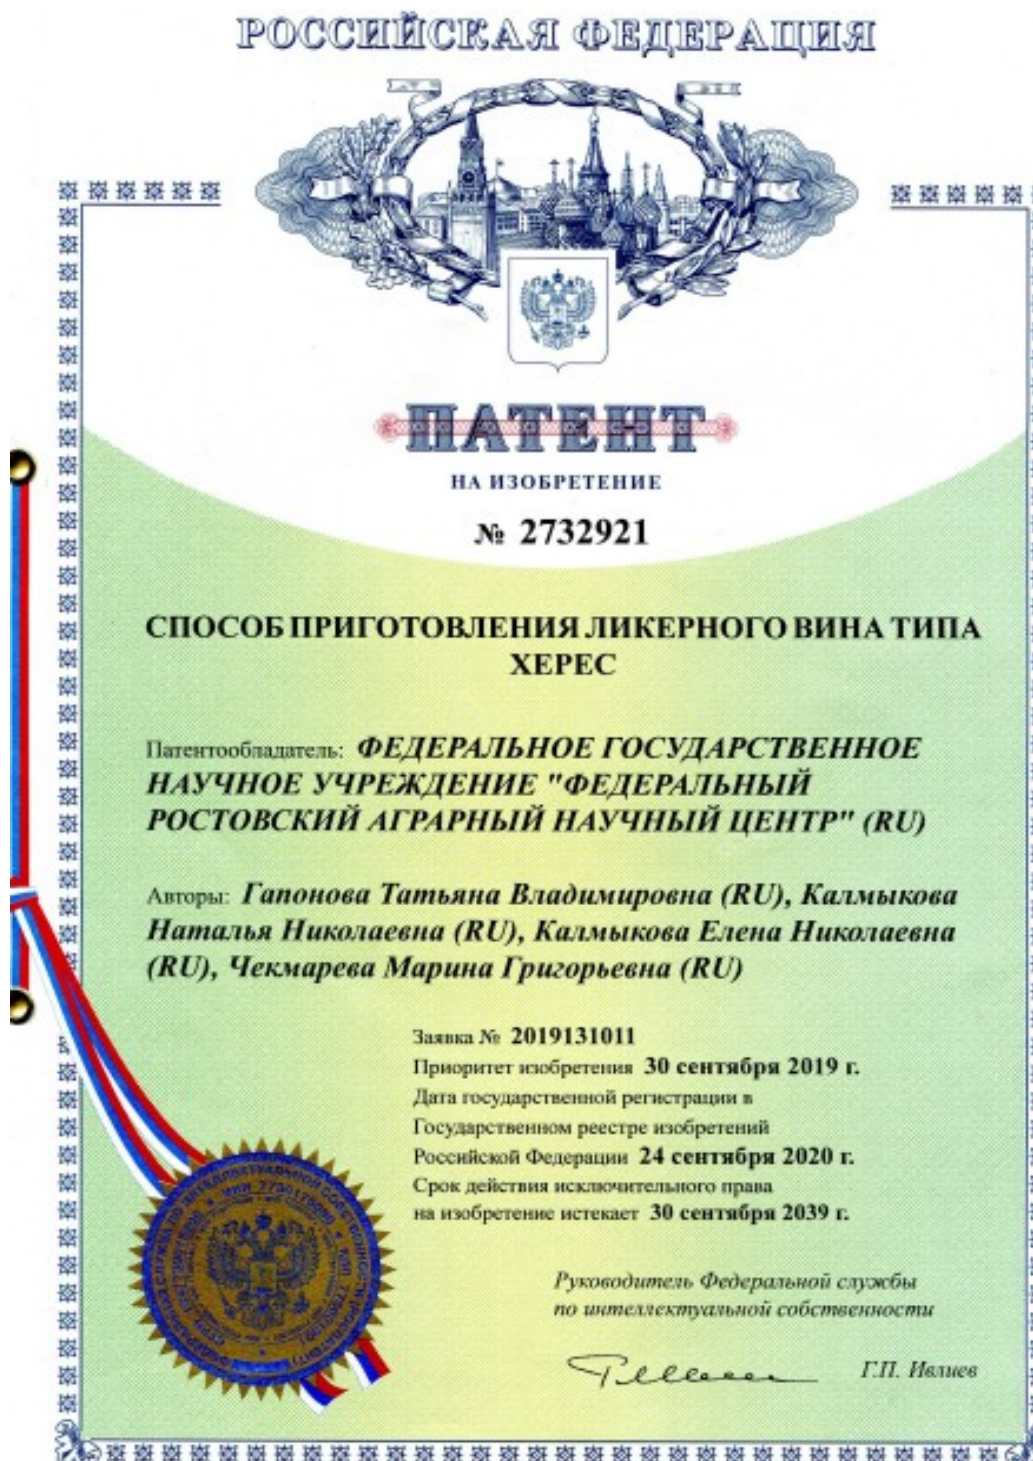 РОССИЙСКАЯ ФЕДЕРАЦИЯ
ПАТЕНТ
НА ИЗОБРЕТЕНИЕ
№ 2732921
СПОСОБ ПРИГОТОВЛЕНИЯ ЛИКЕРНОГО ВИНА ТИПА
ХЕРЕС
Патентообладатель: ФЕДЕРАЛЬНОЕ ГОСУДАРСТВЕННОЕ
НАУЧНОЕ УЧРЕЖДЕНИЕ "ФЕДЕРАЛЬНЫЙ
РОСТОВСКИЙ АГРАРНЫЙ НАУЧНЫЙ ЦЕНТР" (RU)
Авторы: Гапонова Татьяна Владимировна (RU), Калмыкова
Наталья Николаевна (RU), Калмыкова Елена Николаевна
(RU), Чекмарева Марина Григорьевна (RU)
Заявка № 2019131011
Приоритет изобретения 30 сентября 2019 г.
Дата государственной регистрации в
Государственном реестре изобретений
Российской Федерации 24 сентября 2020 г.
Срок действия исключительного права
на изобретение истекает 30 сентября 2039 г.
Руководитель Федеральной службы
по интеллектуальной собственности
Г.П. Ивлиев